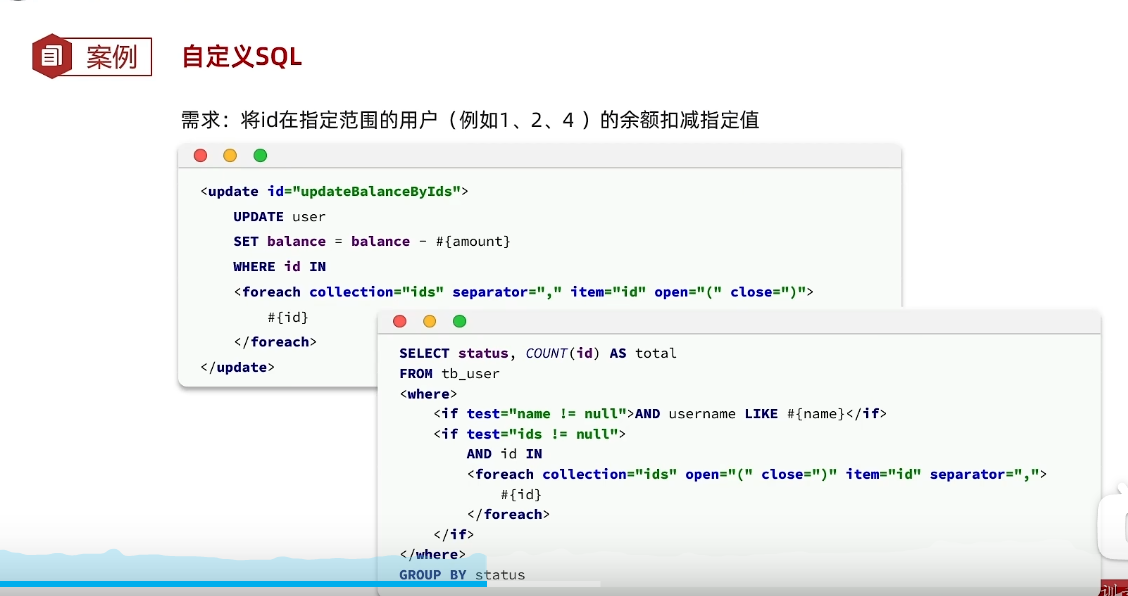 案例
自定义SQL
需求：将id在指定范围的用户（例如1、2、4 ）的余额扣减指定值
<update id="updateBalanceByIds">
UPDATE user
SET balance = balance - #{amount}
WHERE id IN
<foreach collection="ids" separator="," item="id" open="(" close=")">
#{id}
</foreach>
</update>
SELECT status, COUNT(id) AS total
FROM tb_user
<where>
<if test="name != null">AND username LIKE #{name}</if>
<if test="ids != null">
AND id IN
<foreach collection="ids" open="(" close=")" item="id" separator=",">
#{id}
</foreach>
</if>
</where>
GROUP BY status